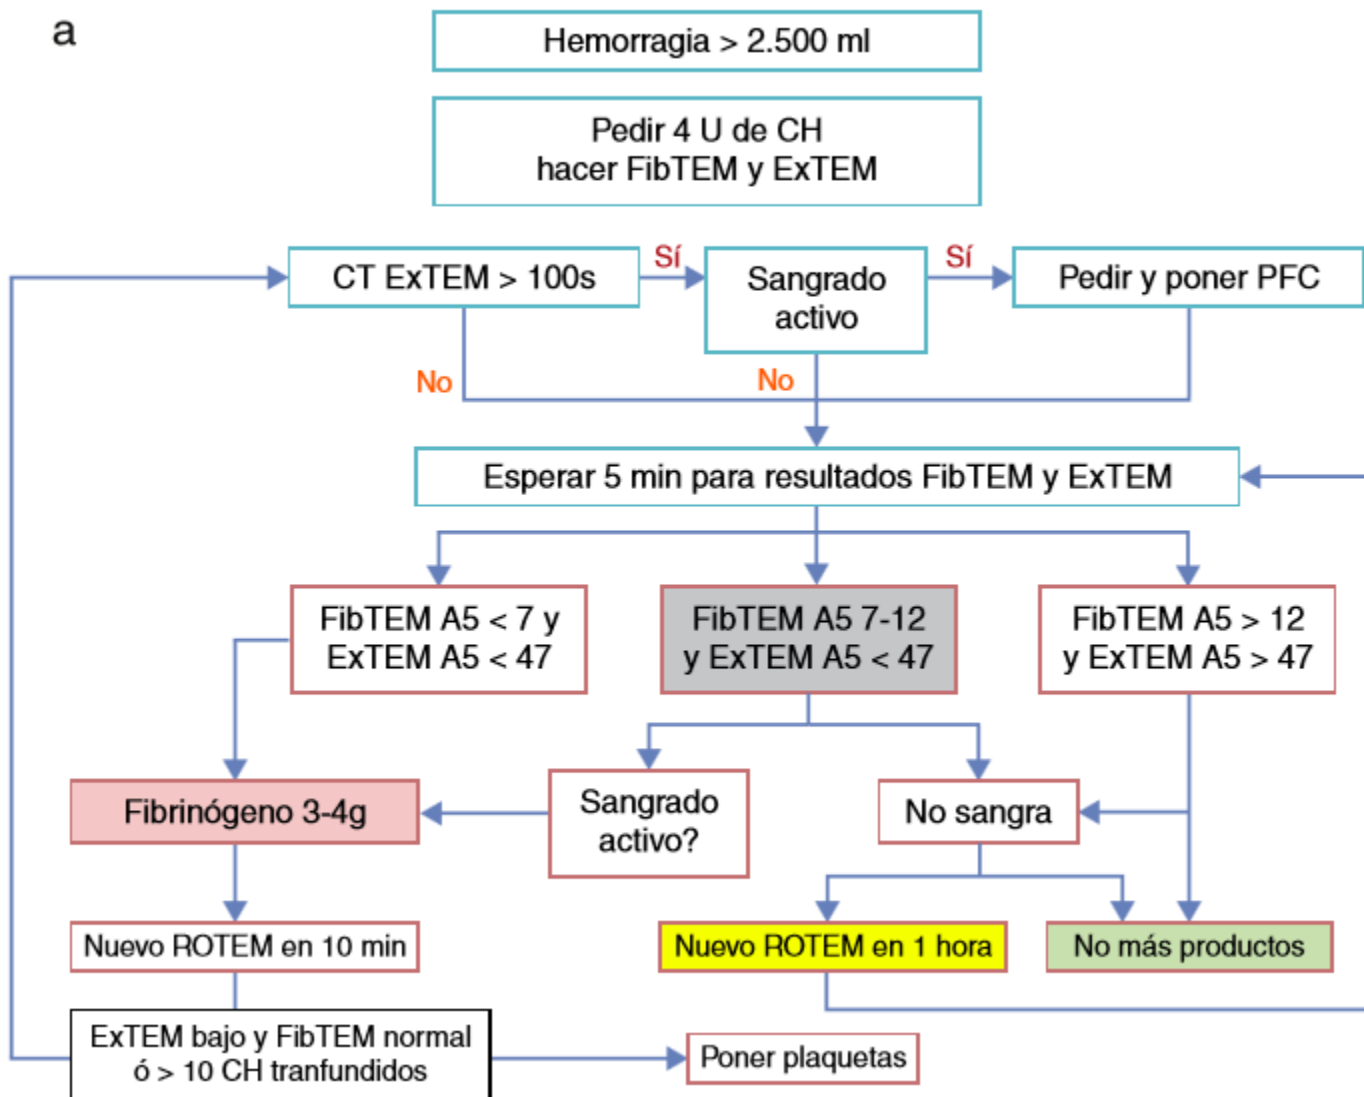 a
Hemorragia > 2.500 ml
Pedir 4 U de CH
hacer FibTEM y ExTEM
CT ExTEM > 100s
Sí
Sangrado
activo
Sí
Pedir y poner PFC
No
No
Esperar 5 min para resultados FibTEM y ExTEM
FibTEM A5 < 7 y
ExTEM A5 < 47
FibTEM A5 7-12
y ExTEM A5 < 47
FibTEM A5 > 12
y ExTEM A5 > 47
Fibrinógeno 3-4g
Sangrado
activo?
No sangra
Nuevo ROTEM en 10 min
Nuevo ROTEM en 1 hora
No más productos
ExTEM bajo y FibTEM normal
ó > 10 CH tranfundidos
Poner plaquetas